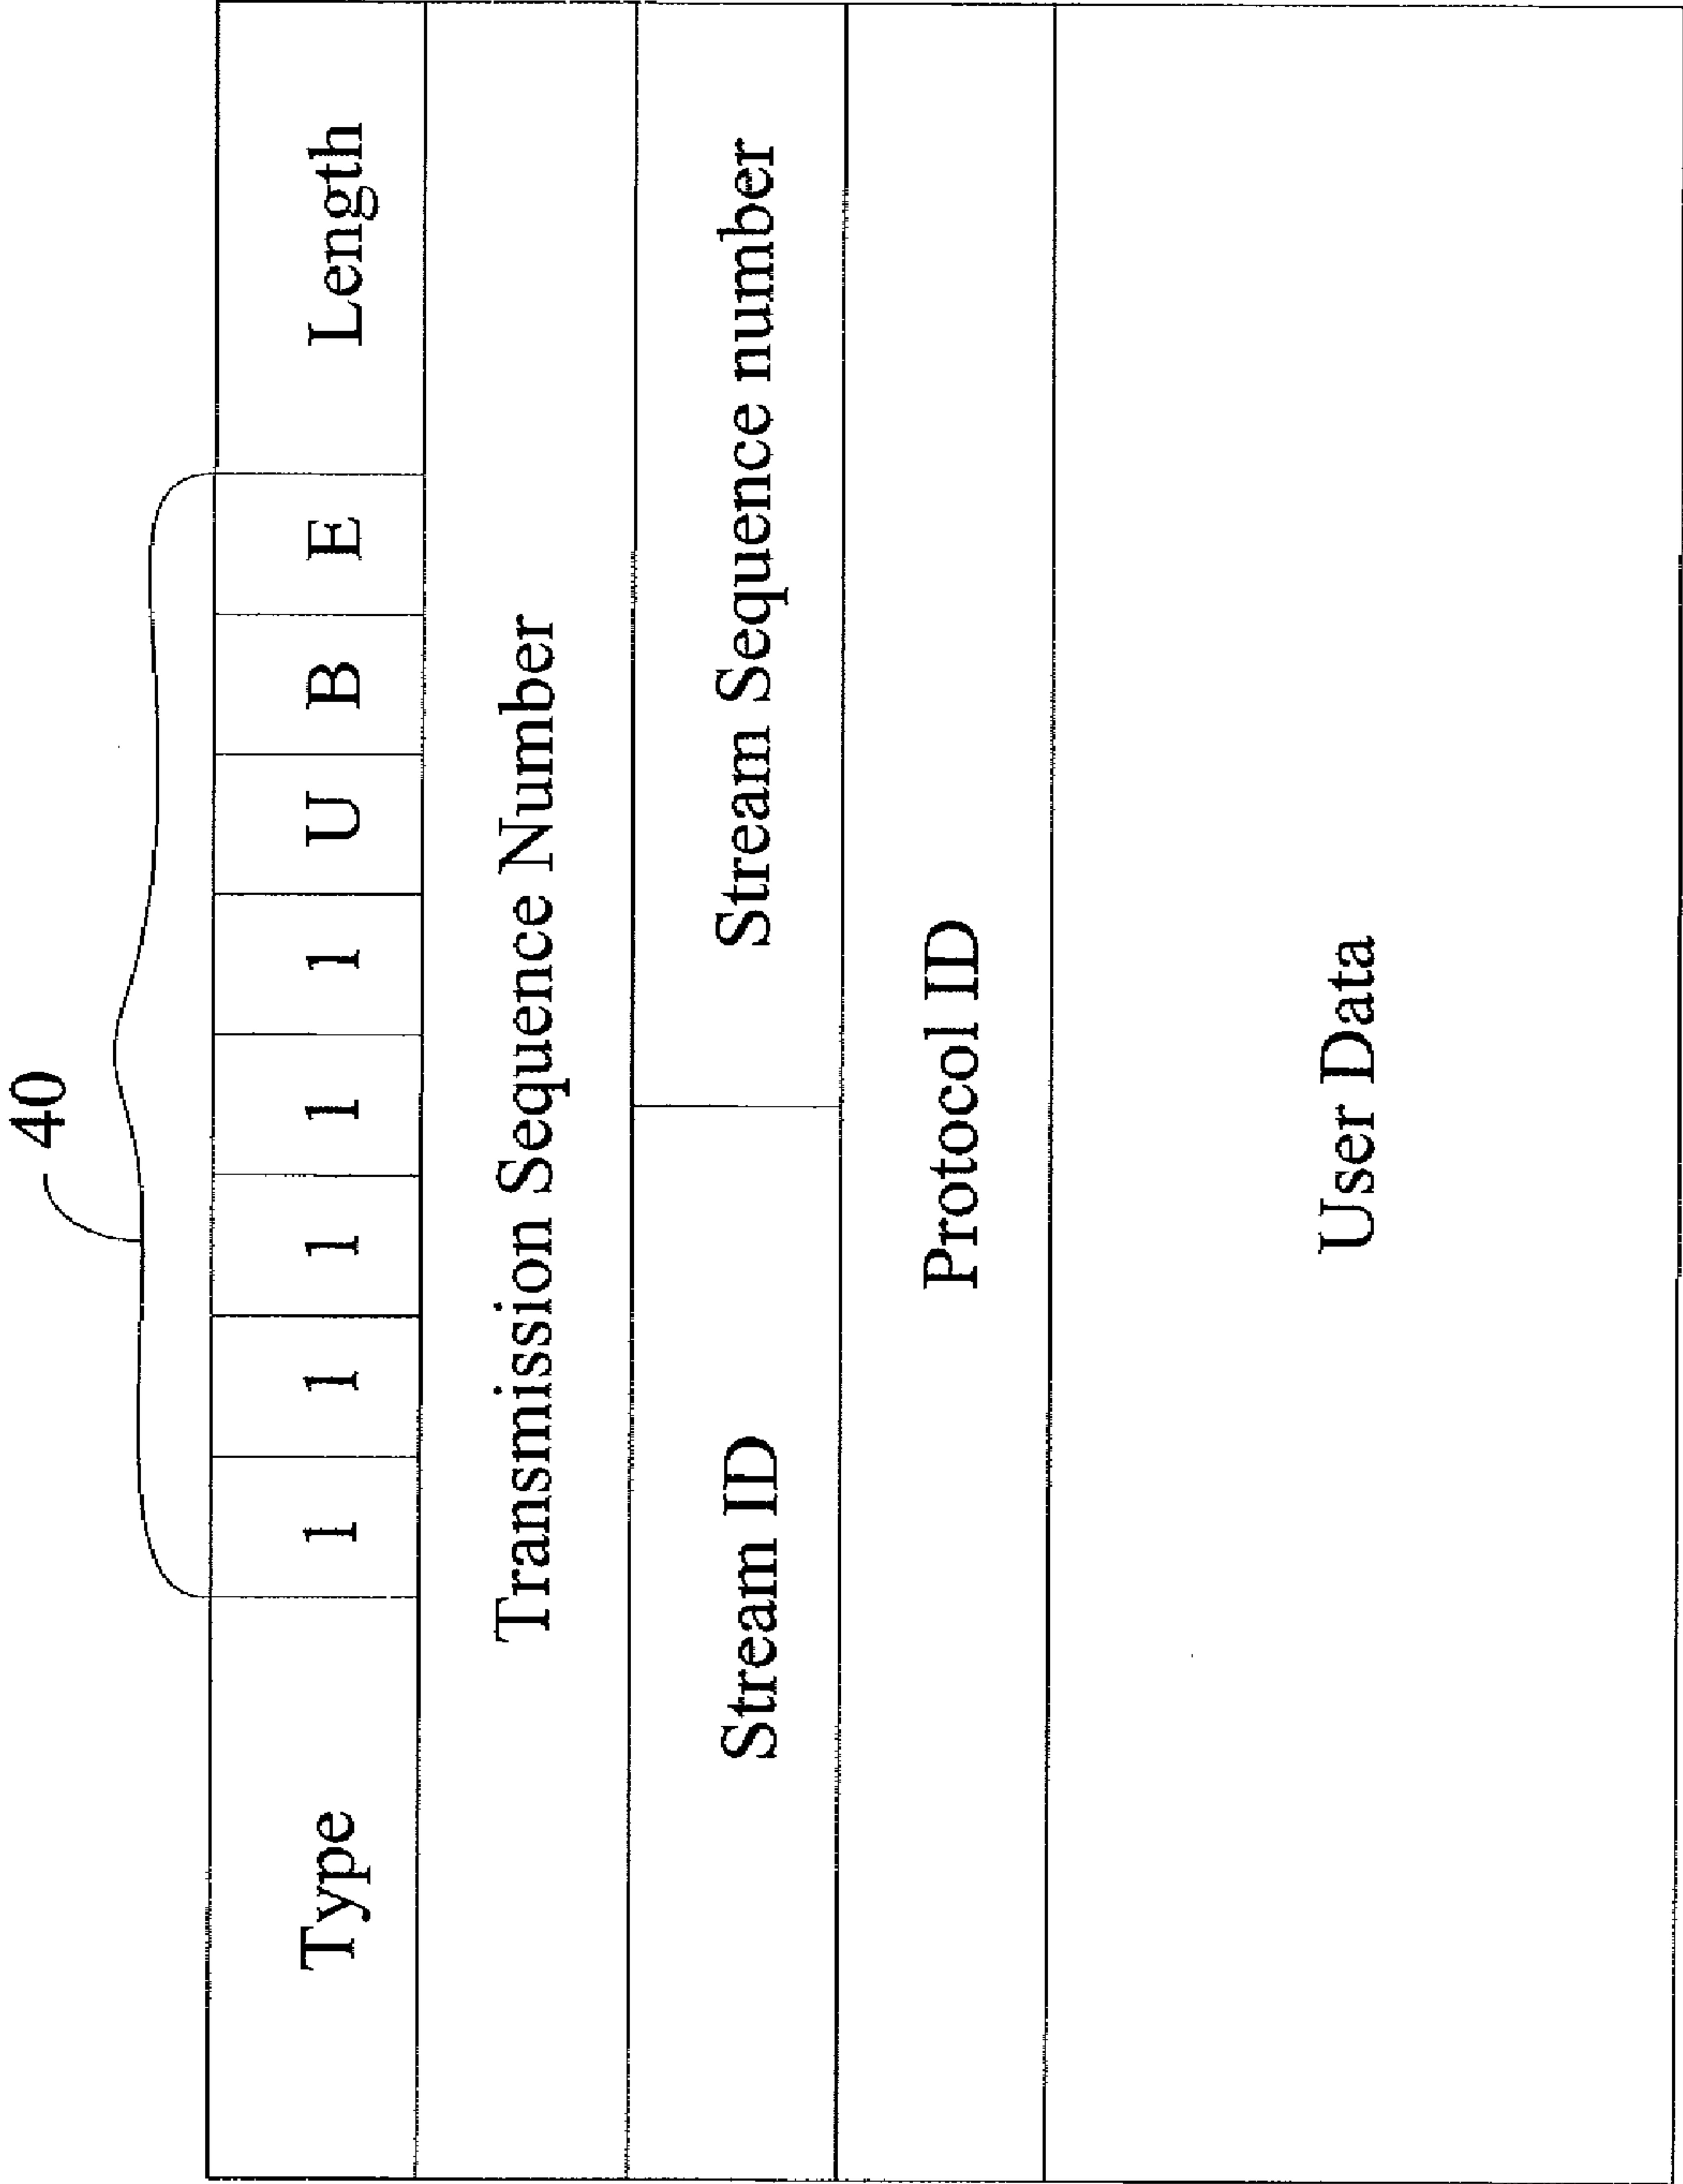 40
Type 1 1 1 1 1 U B E Length
Transmission Sequence Number
Stream ID Stream Sequence number
Protocol ID
User Data